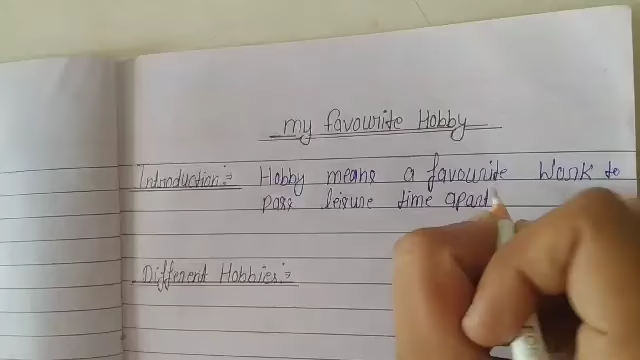 my favourite Hobby
Introduction:- Hobby means a favourite Work to
pass leisure time apart
Different Hobbies:-